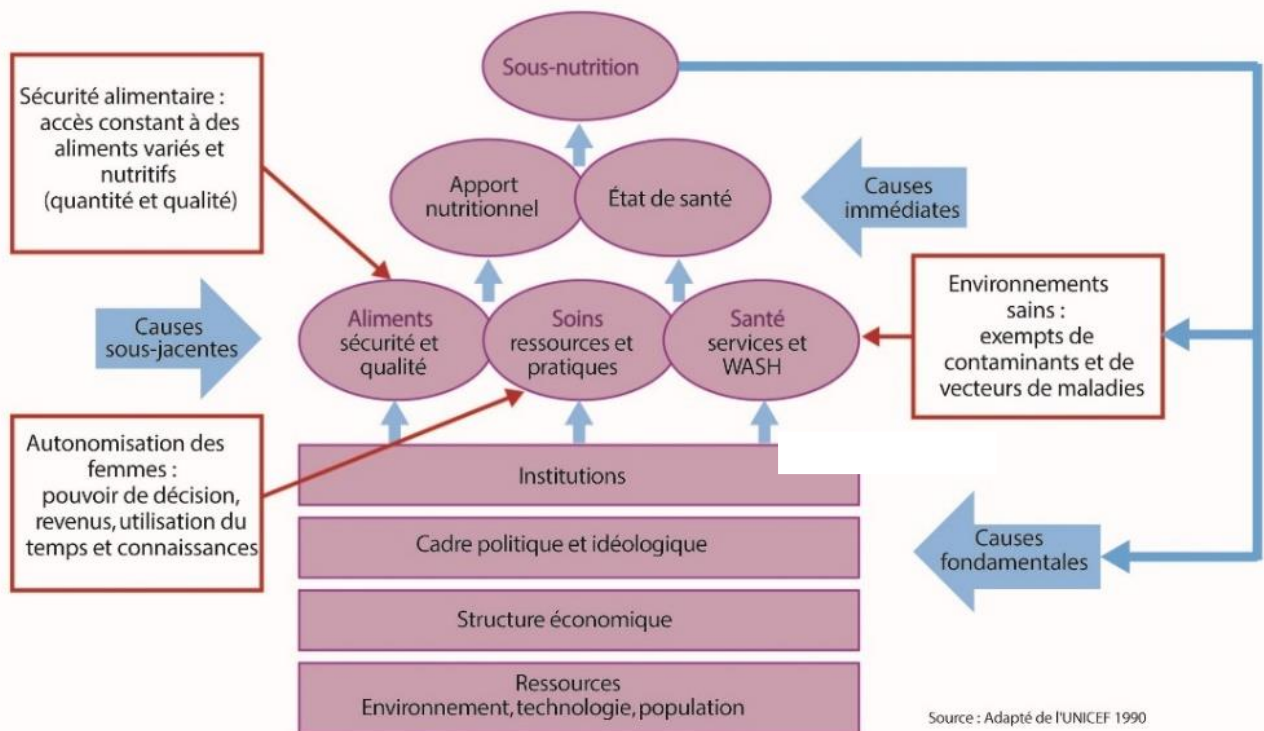 Sous-nutrition
Sécurité alimentaire :
accès constant à des
aliments variés et
nutritifs
(quantité et qualité)
Apport
nutritionnel
État de santé
Causes
immédiates
Causes
sous-jacentes
Aliments
sécurité et
qualité
Soins
ressources et
pratiques
Santé
services et
WASH
Environnements
sains :
exempts de
contaminants et de
vecteurs de maladies
Autonomisation des
femmes :
pouvoir de décision,
revenus, utilisation du
temps et connaissances
Institutions
Cadre politique et idéologique
Causes
fondamentales
Structure économique
Ressources
Environnement, technologie, population
Source : Adapté de l'UNICEF 1990